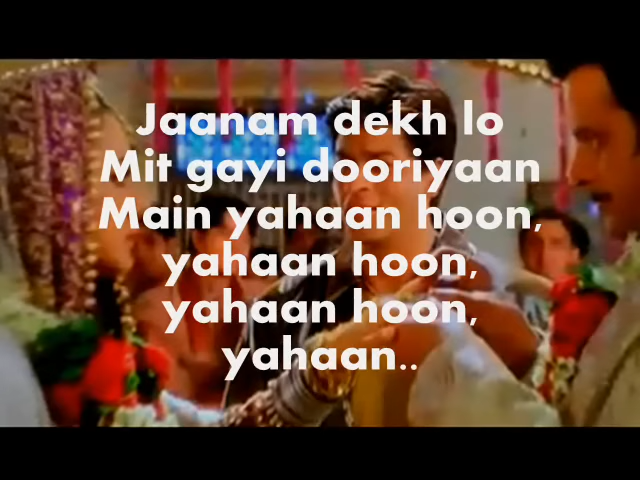 Jaanam dekh lo
Mit gayi dooriyaan
Main yahaan hoon,
yahaan hoon,
yahaan hoon,
yahaan..